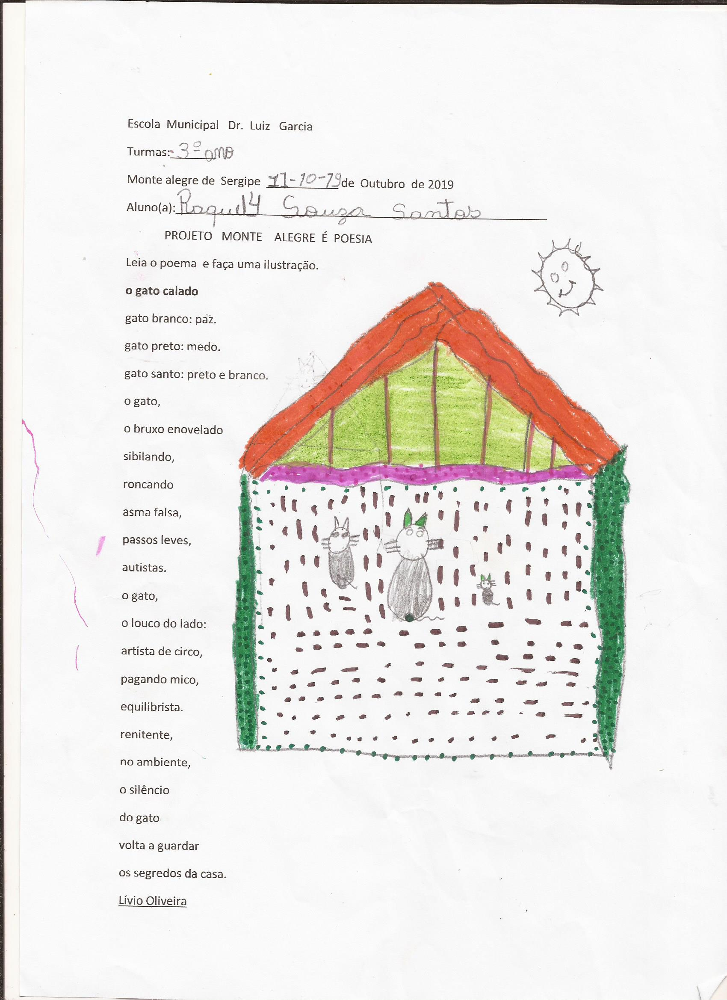 Escola Municipal Dr. Luiz Garcia
Turmas: 3º ano
Monte alegre de Sergipe 11-10-19 de Outubro de 2019
Aluno(a): Raquelly Souza Santos
PROJETO MONTE ALEGRE É POESIA
Leia o poema e faça uma ilustração.
o gato calado
gato branco: paz.
gato preto: medo.
gato santo: preto e branco.
o gato,
o bruxo enovelado
sibilando,
roncando
asma falsa,
passos leves,
autistas.
o gato,
o louco do lado:
artista de circo,
pagando mico,
equilibrista.
renitente,
no ambiente,
o silêncio
do gato
volta a guardar
os segredos da casa.
Lívio Oliveira